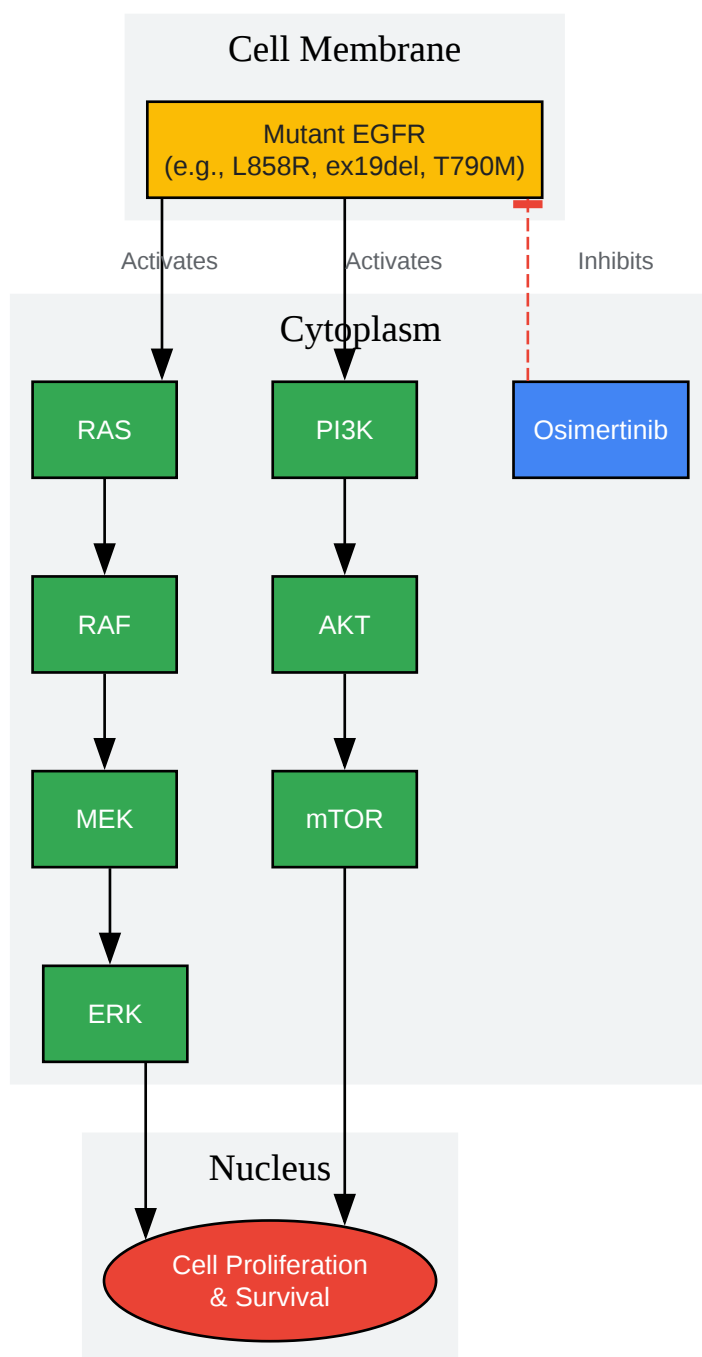 Cell Membrane
Mutant EGFR
(e.g., L858R, ex19del, T790M)
Activates
Activates
Inhibits
Cytoplasm
RAS
PI3K
Osimertinib
RAF
AKT
MEK
mTOR
ERK
Nucleus
Cell Proliferation
& Survival